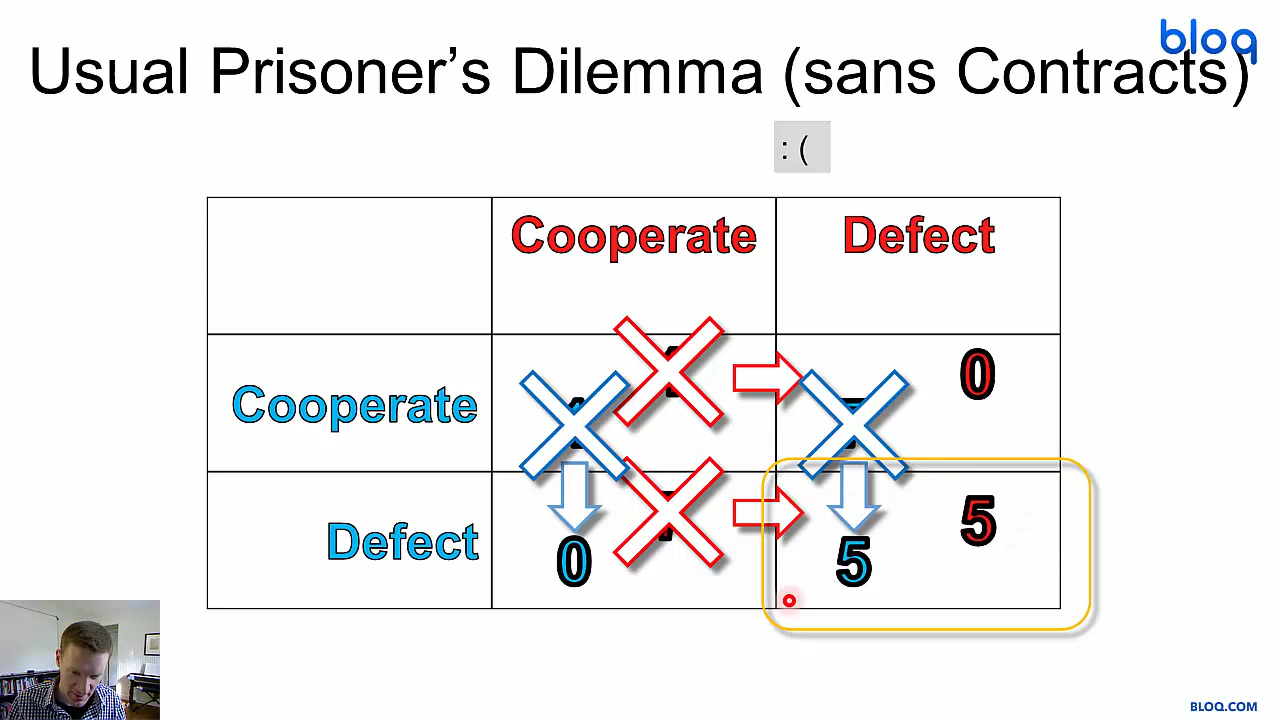 bloq
Usual Prisoner’s Dilemma (sans Contracts)
:(
Cooperate Defect
Cooperate 0
Defect 0 5 5
BLOQ.COM